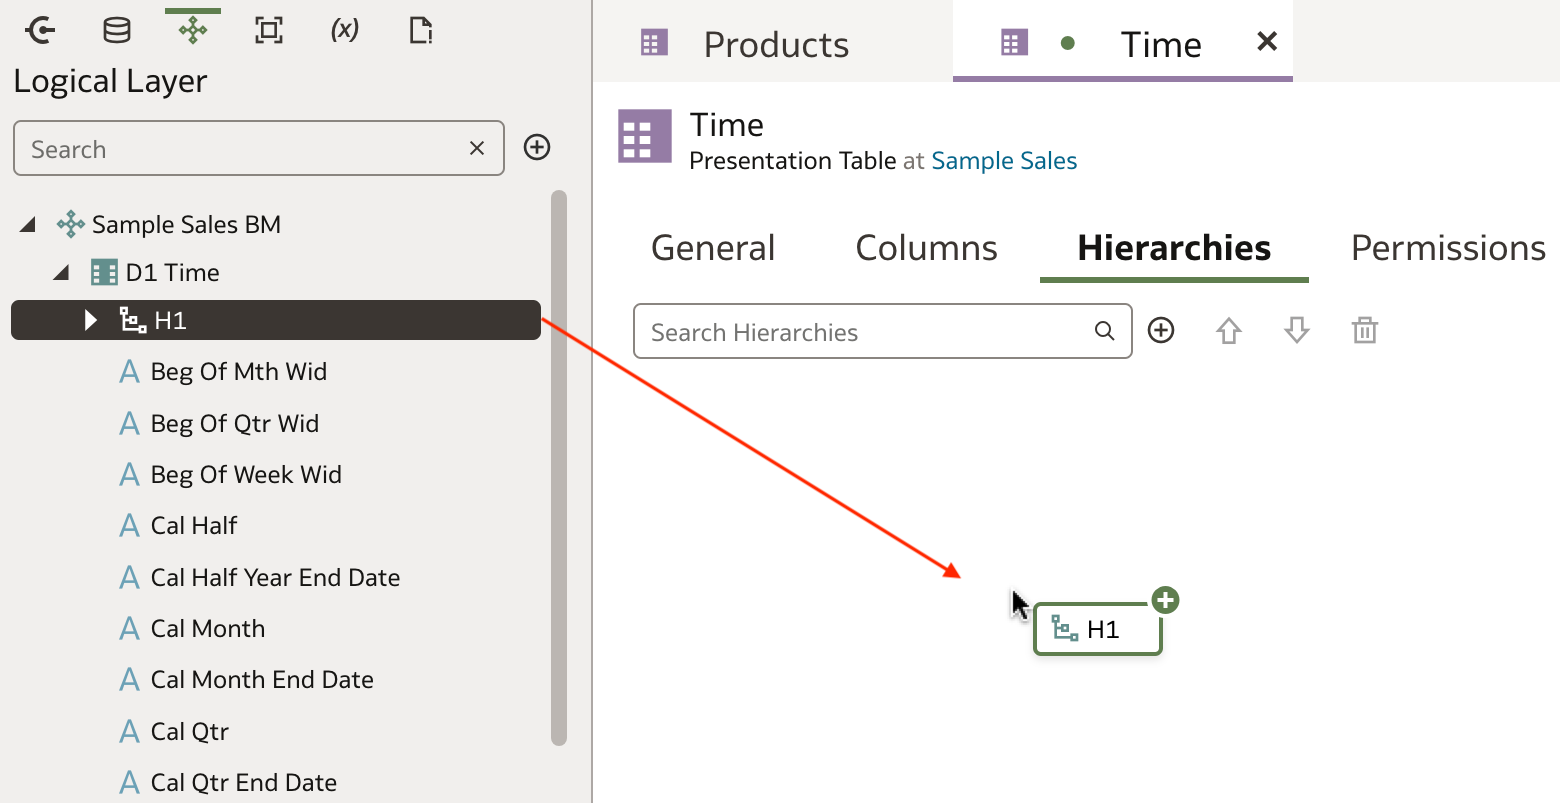 (x)
Logical Layer
Search
Sample Sales BM
D1 Time
H1
Beg Of Mth Wid
Beg Of Qtr Wid
Beg Of Week Wid
Cal Half
Cal Half Year End Date
Cal Month
Cal Month End Date
Cal Qtr
Cal Qtr End Date
Products
Time
Time
Presentation Table at Sample Sales
General Columns Hierarchies Permissions
Search Hierarchies
H1